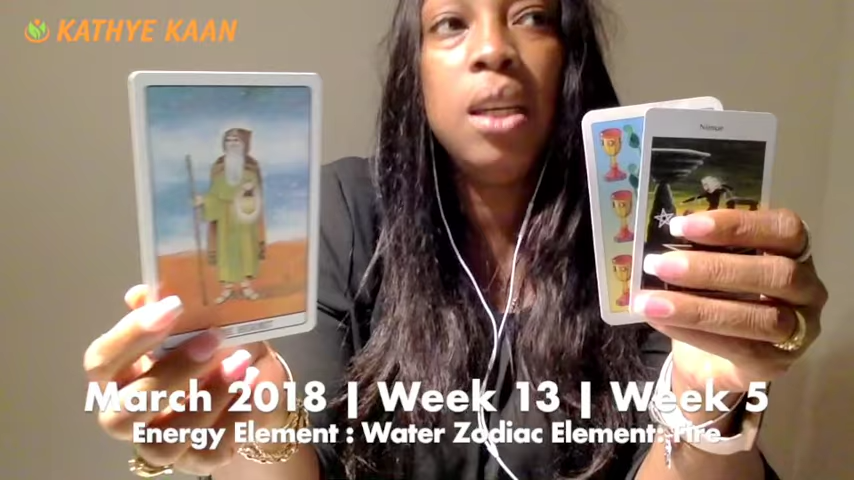 KATHYE KAAN
March 2018 | Week 13 | Week 5
Energy Element : Water Zodiac Element: Fire